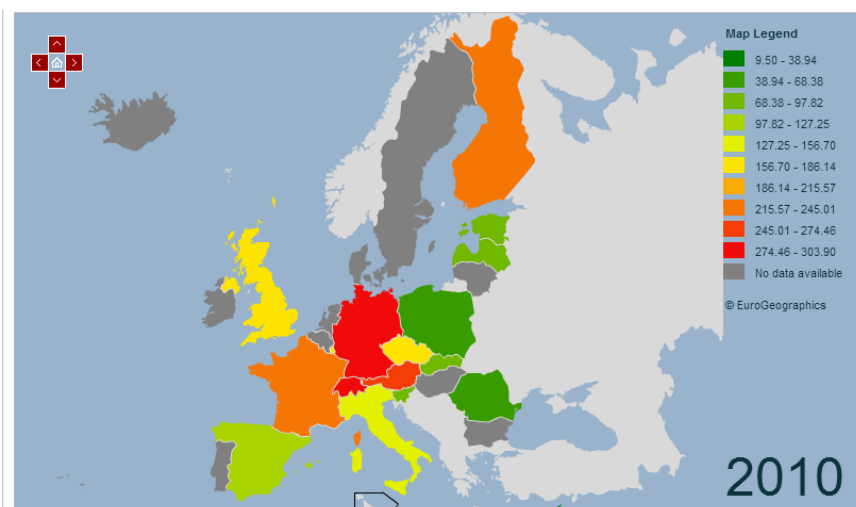 Map Legend
9.50 - 38.94
38.94 - 68.38
68.38 - 97.82
97.82 - 127.25
127.25 - 156.70
156.70 - 186.14
186.14 - 215.57
215.57 - 245.01
245.01 - 274.46
274.46 - 303.90
No data available
© EuroGeographics
2010